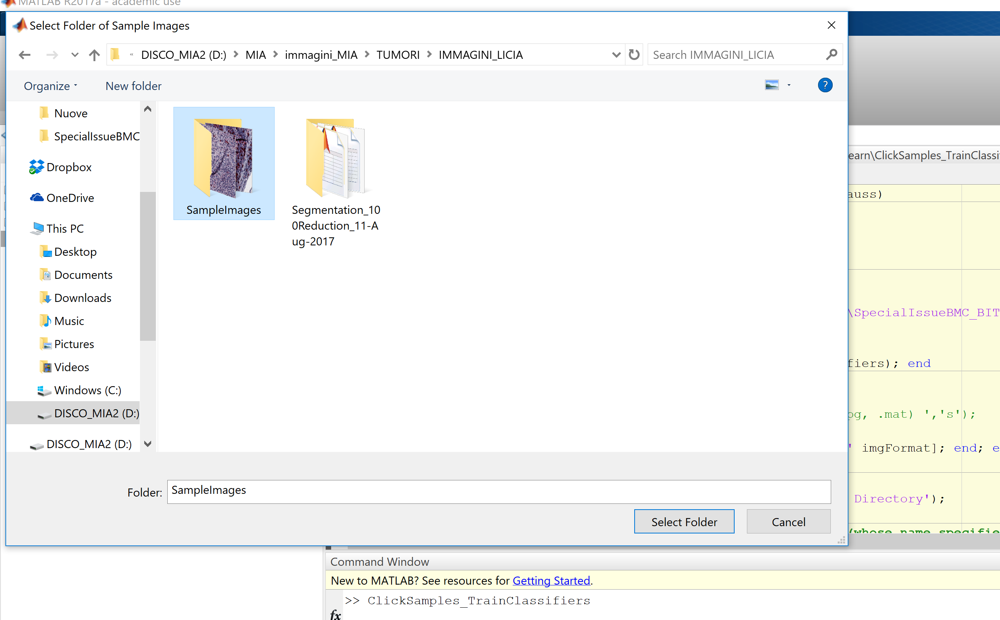 MATLAB R2017a - academic use
Select Folder of Sample Images
« DISCO_MIA2 (D:) > MIA > immagini_MIA > TUMORI > IMMAGINI_LICIA
Search IMMAGINI_LICIA
Organize
New folder
?
Nuove
SpecialIssueBMC
Dropbox
OneDrive
This PC
Desktop
Documents
Downloads
Music
Pictures
Videos
Windows (C:)
DISCO_MIA2 (D:)
DISCO_MIA2 (D:)
SampleImages
Segmentation_10
0Reduction_11-A
ug-2017
earn\ClickSamples_TrainClassi
auss)
\SpecialIssueBMC_BIT
fiers); end
pg, .mat) ','s');
' imgFormat]; end; e
Directory');
(whose name specifie
Folder: SampleImages
Select Folder
Cancel
Command Window
New to MATLAB? See resources for Getting Started.
>> ClickSamples_TrainClassifiers
fx